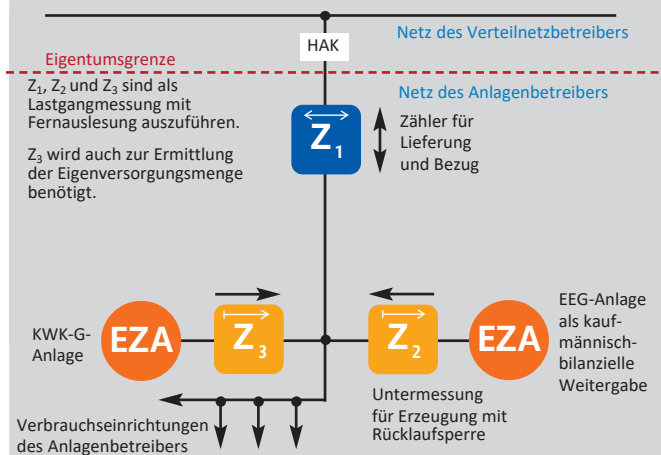 HAK
Netz des Verteilnetzbetreibers
Eigentumsgrenze
Z1, Z2 und Z3 sind als
Lastgangmessung mit
Fernauslesung auszuführen.
Z3 wird auch zur Ermittlung
der Eigenversorgungsmenge
benötigt.
Netz des Anlagenbetreibers
Z1
Zähler für
Lieferung
und Bezug
KWK-G-
Anlage
EZA
Z3
Z2
EZA
EEG-Anlage
als kauf-
männisch-
bilanzielle
Weitergabe
Untermessung
für Erzeugung mit
Rücklaufsperre
Verbrauchseinrichtungen
des Anlagenbetreibers